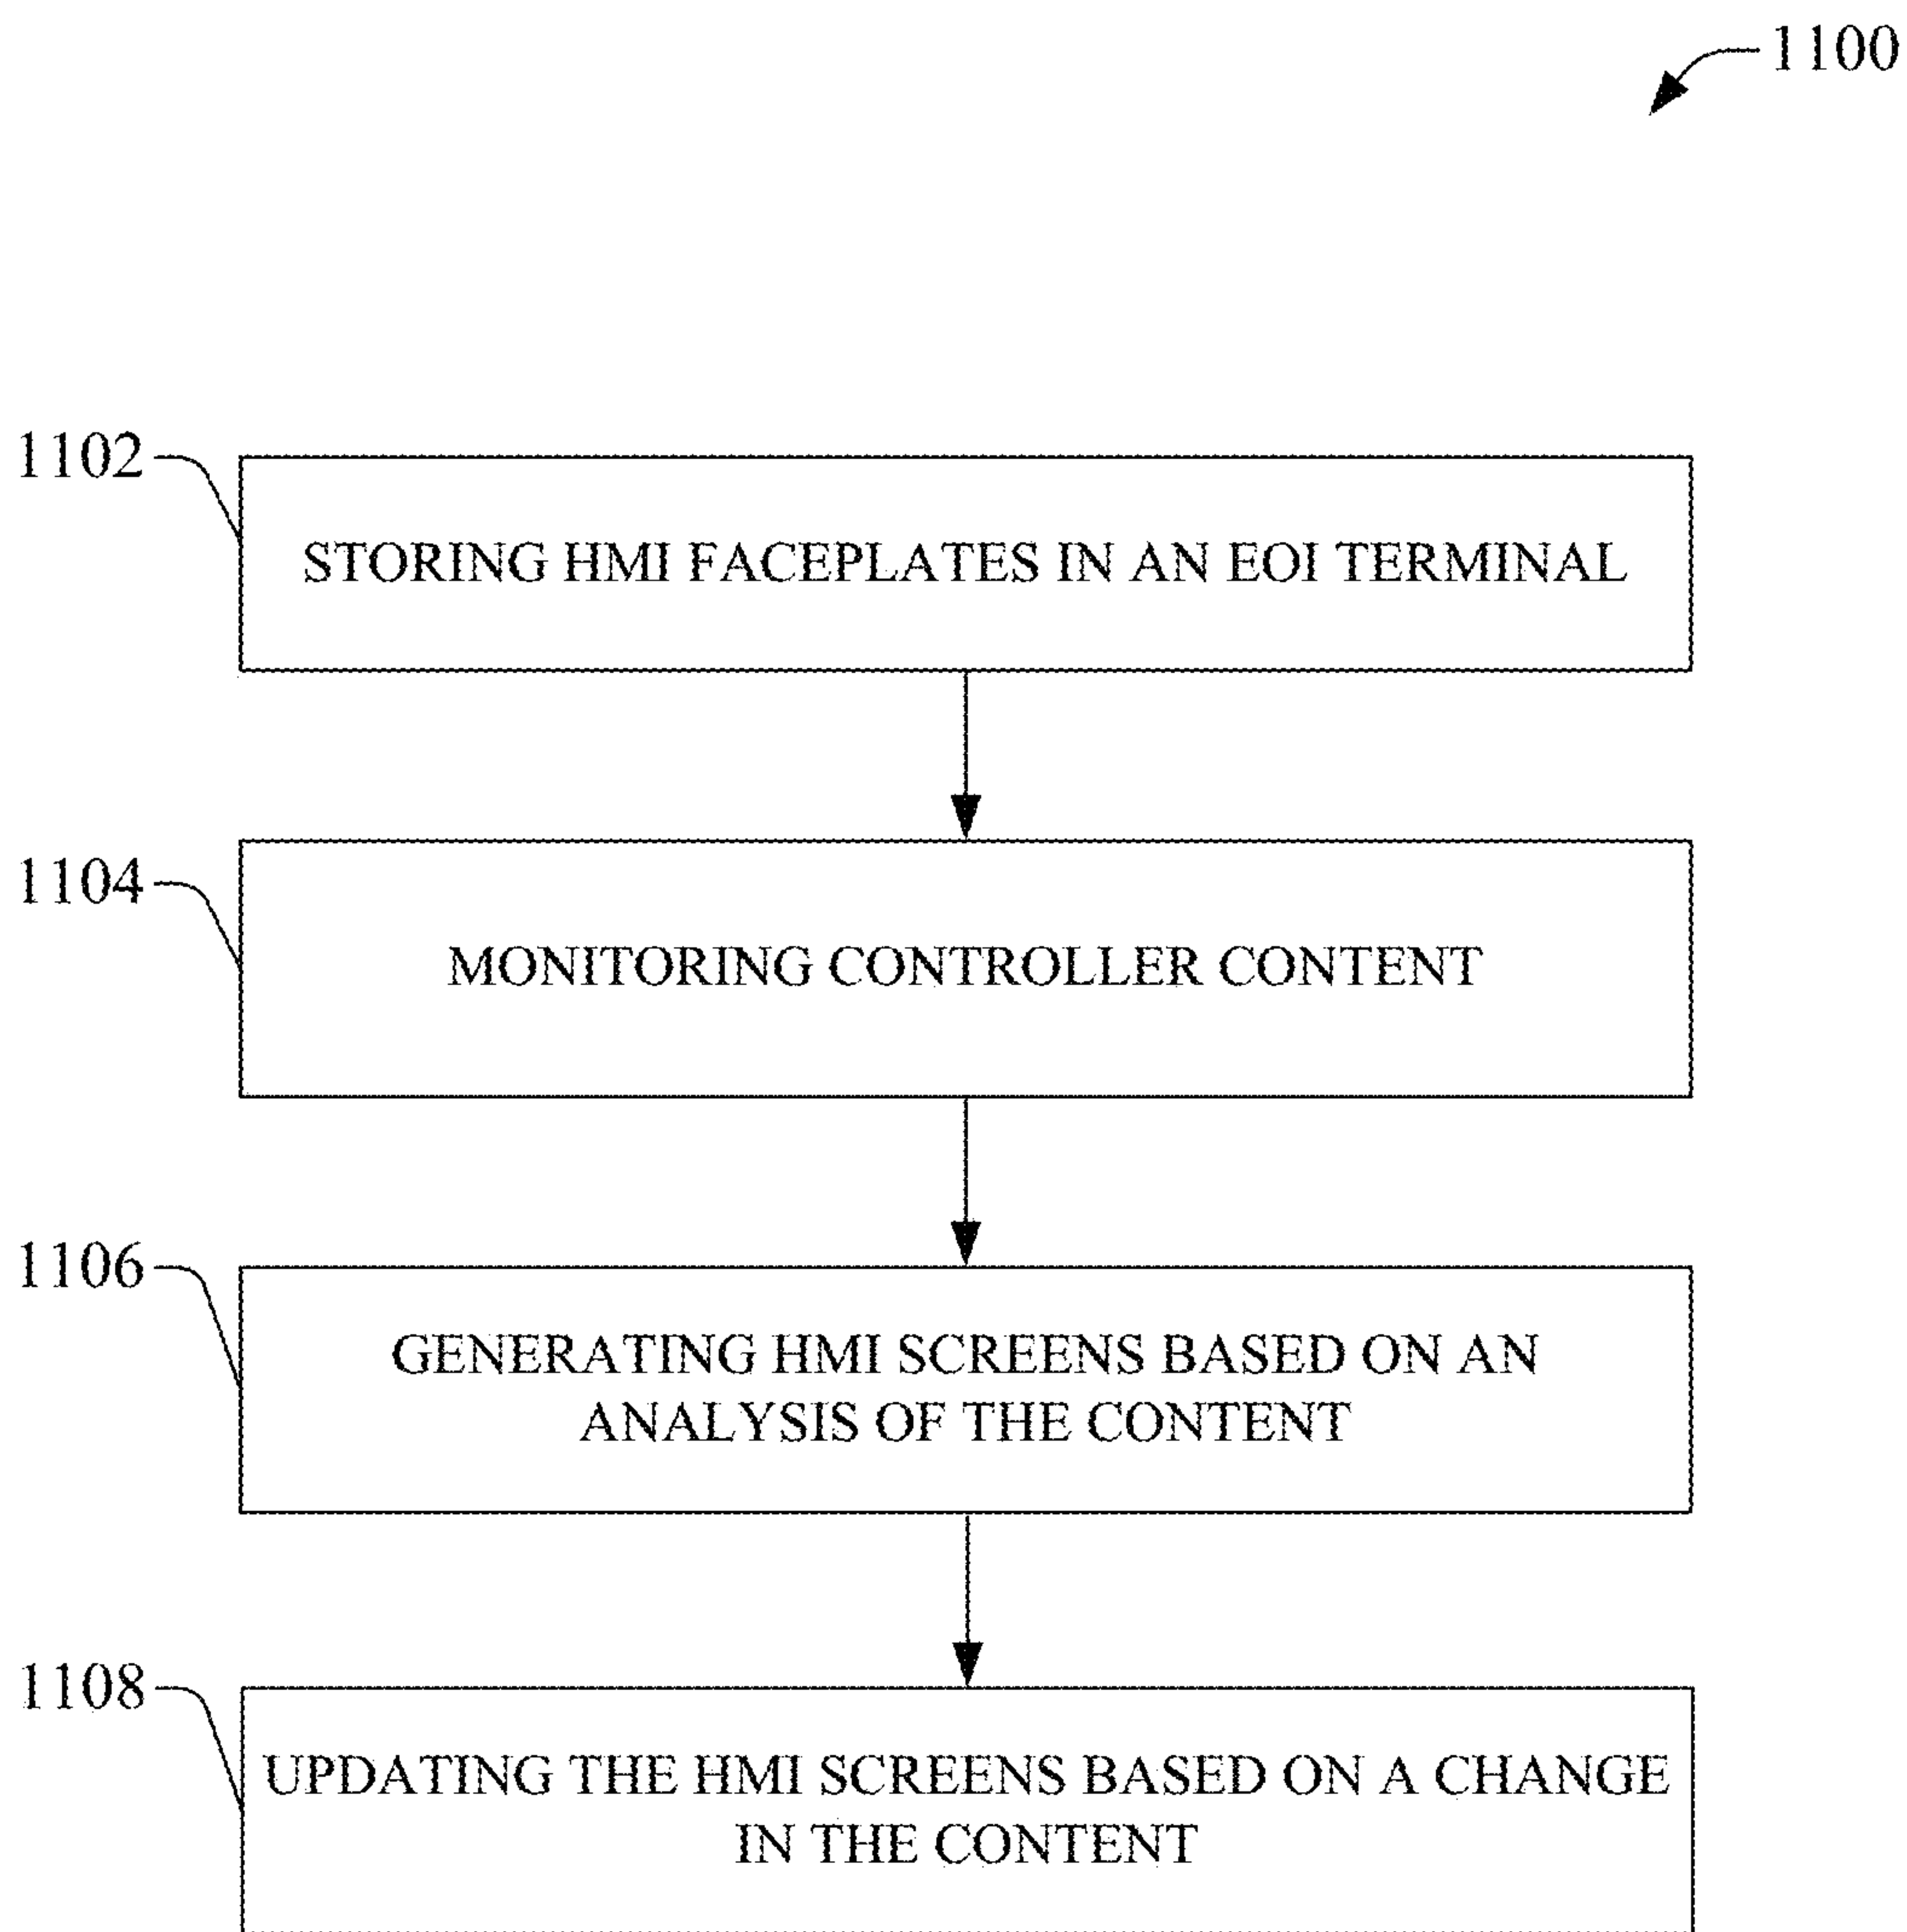 1100
1102
STORING HMI FACEPLATES IN AN EOI TERMINAL
1104
MONITORING CONTROLLER CONTENT
1106
GENERATING HMI SCREENS BASED ON AN
ANALYSIS OF THE CONTENT
1108
UPDATING THE HMI SCREENS BASED ON A CHANGE
IN THE CONTENT